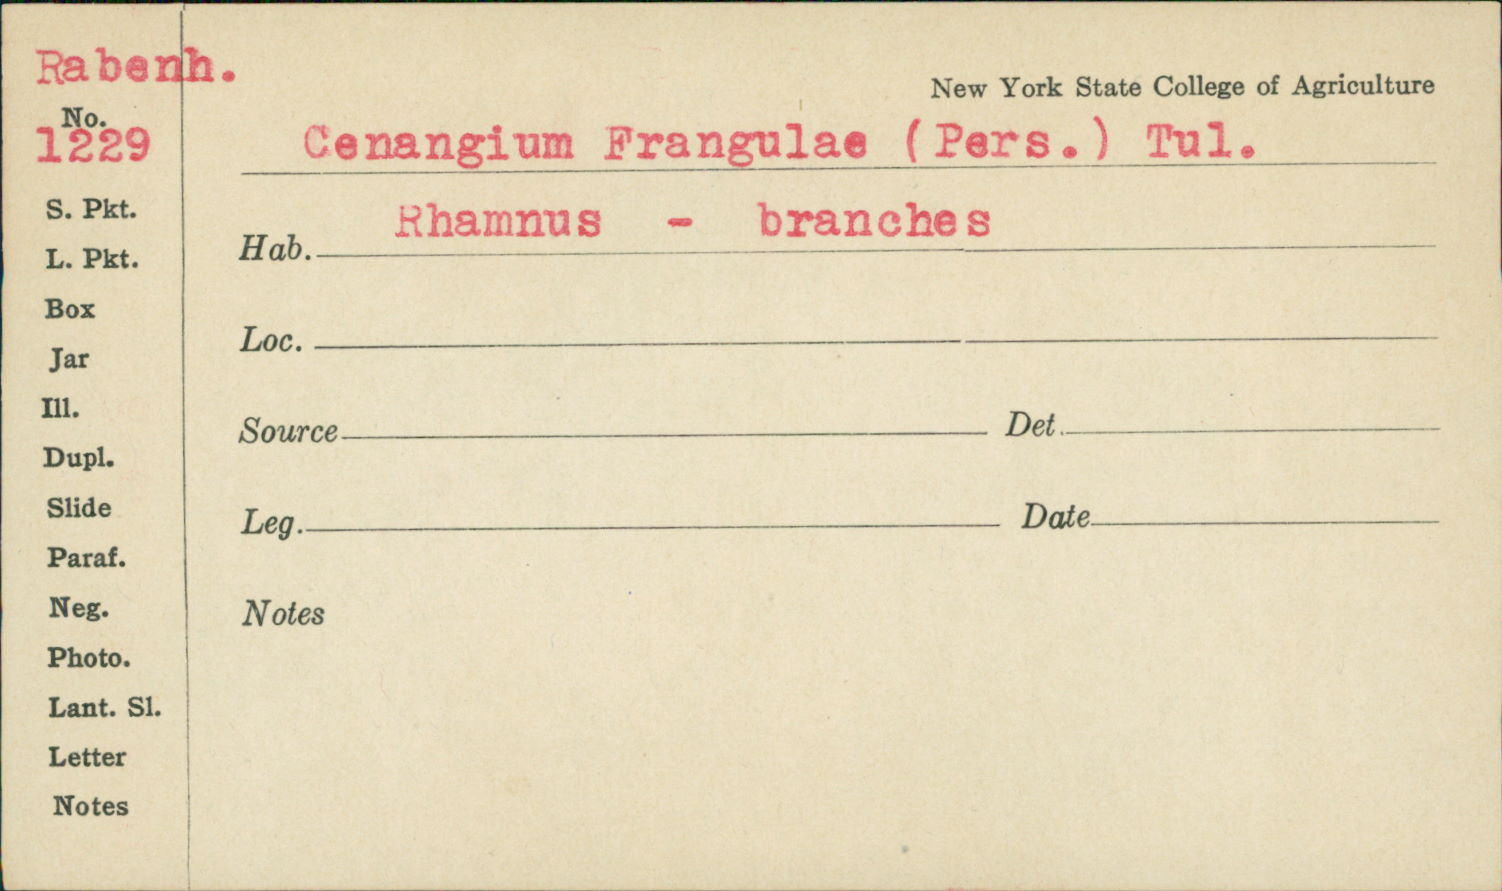 Rabenh.
No.
1229
New York State College of Agriculture
Cenangium Frangulae (Pers.) Tul.
S. Pkt.
L. Pkt.
Box
Jar
Ill.
Dupl.
Slide
Paraf.
Neg.
Photo.
Lant. Sl.
Letter
Notes
Hab. Rhamnus - branches
Loc.
Source Det.
Leg. Date
Notes